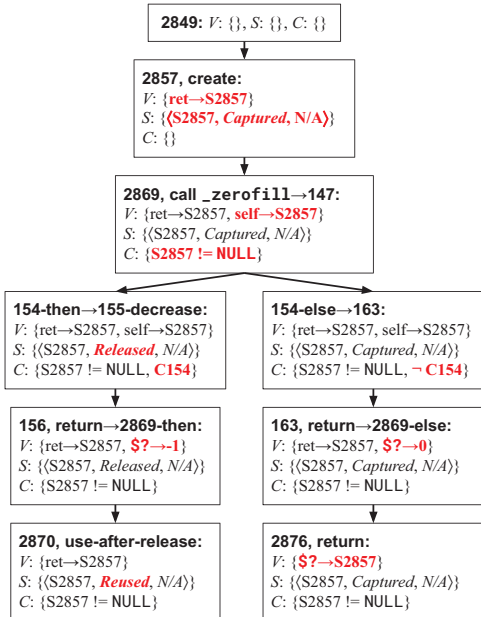 2849: V: {}, S: {}, C: {}
2857, create:
V: {ret→S2857}
S: {⟨S2857, Captured, N/A⟩}
C: {}
2869, call _zerofill→147:
V: {ret→S2857, self→S2857}
S: {⟨S2857, Captured, N/A⟩}
C: {S2857 != NULL}
154-then→155-decrease:
V: {ret→S2857, self→S2857}
S: {⟨S2857, Released, N/A⟩}
C: {S2857 != NULL, C154}
154-else→163:
V: {ret→S2857, self→S2857}
S: {⟨S2857, Captured, N/A⟩}
C: {S2857 != NULL, ¬ C154}
156, return→2869-then:
V: {ret→S2857, $?→-1}
S: {⟨S2857, Released, N/A⟩}
C: {S2857 != NULL}
163, return→2869-else:
V: {ret→S2857, $?→0}
S: {⟨S2857, Captured, N/A⟩}
C: {S2857 != NULL}
2870, use-after-release:
V: {ret→S2857}
S: {⟨S2857, Reused, N/A⟩}
C: {S2857 != NULL}
2876, return:
V: {$?→S2857}
S: {⟨S2857, Captured, N/A⟩}
C: {S2857 != NULL}